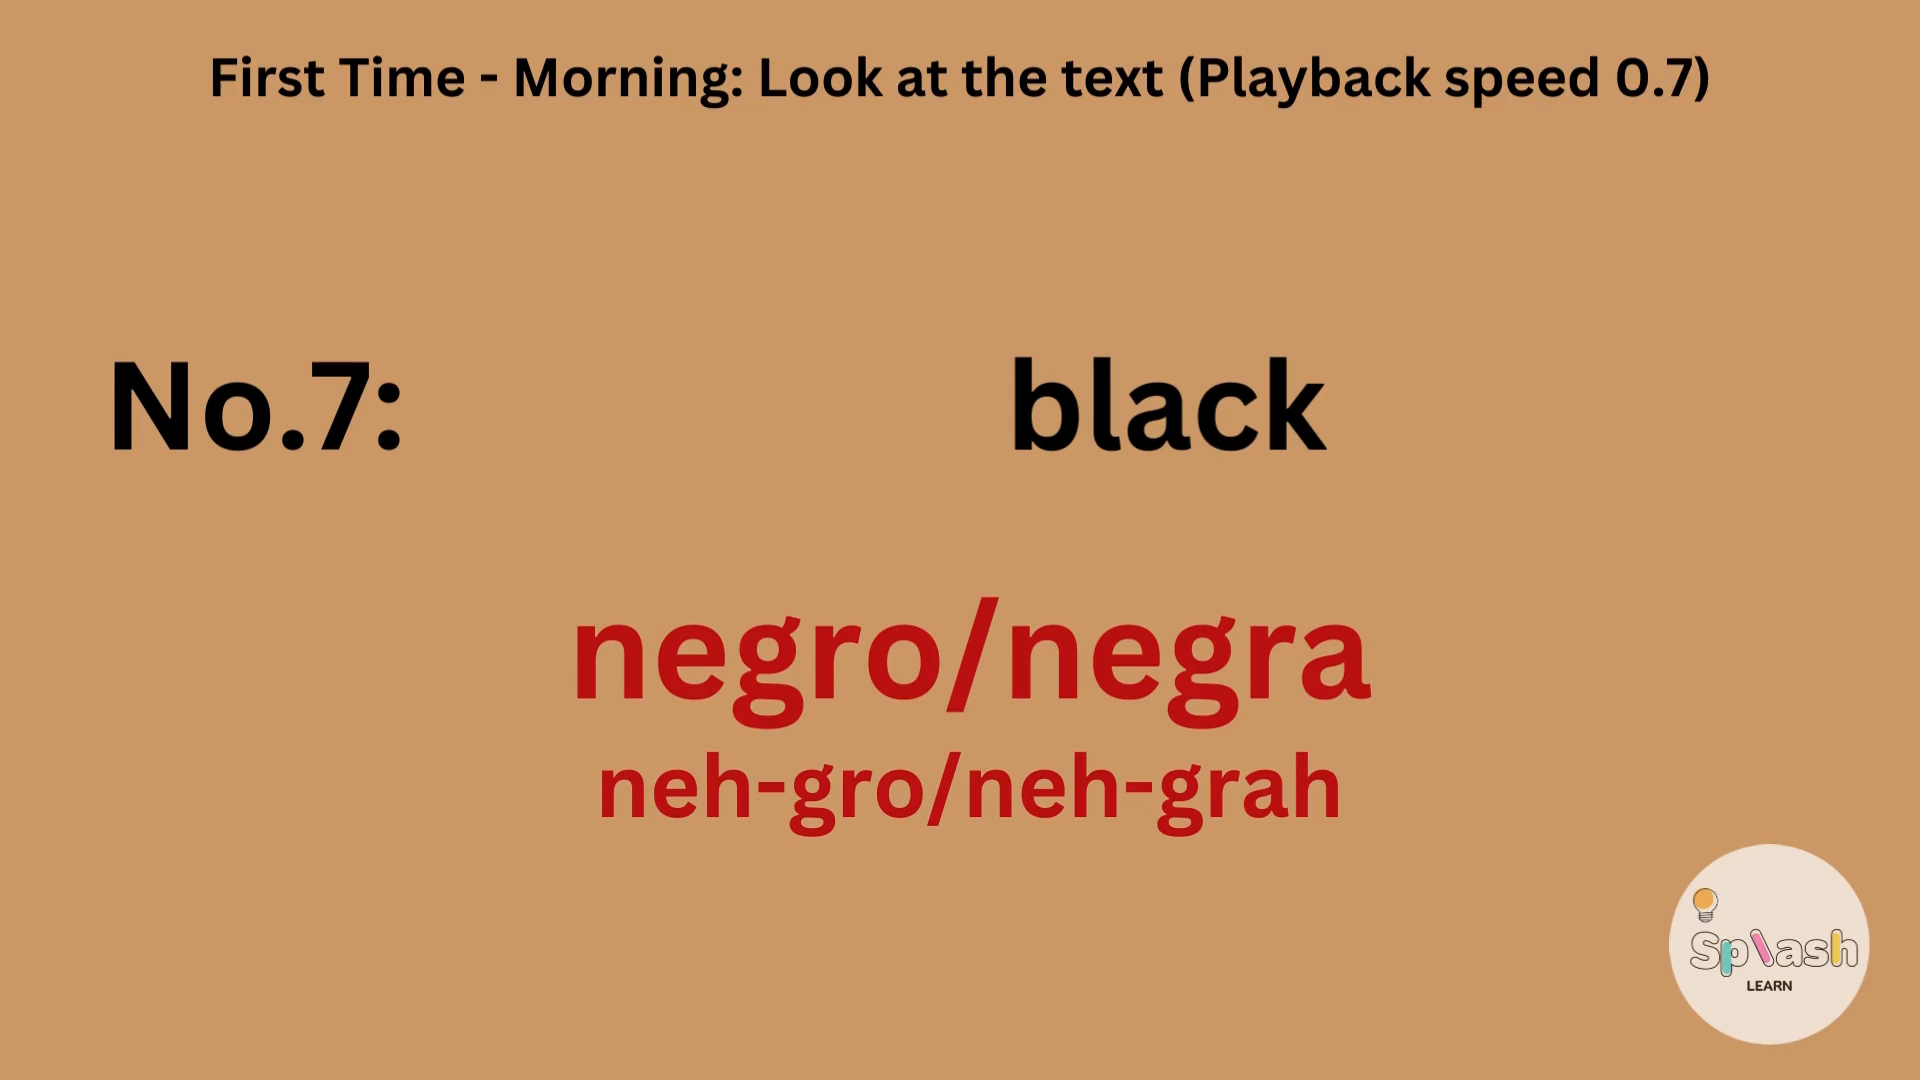 First Time - Morning: Look at the text (Playback speed 0.7)
No.7: black
negro/negra
neh-gro/neh-grah
Splash
LEARN